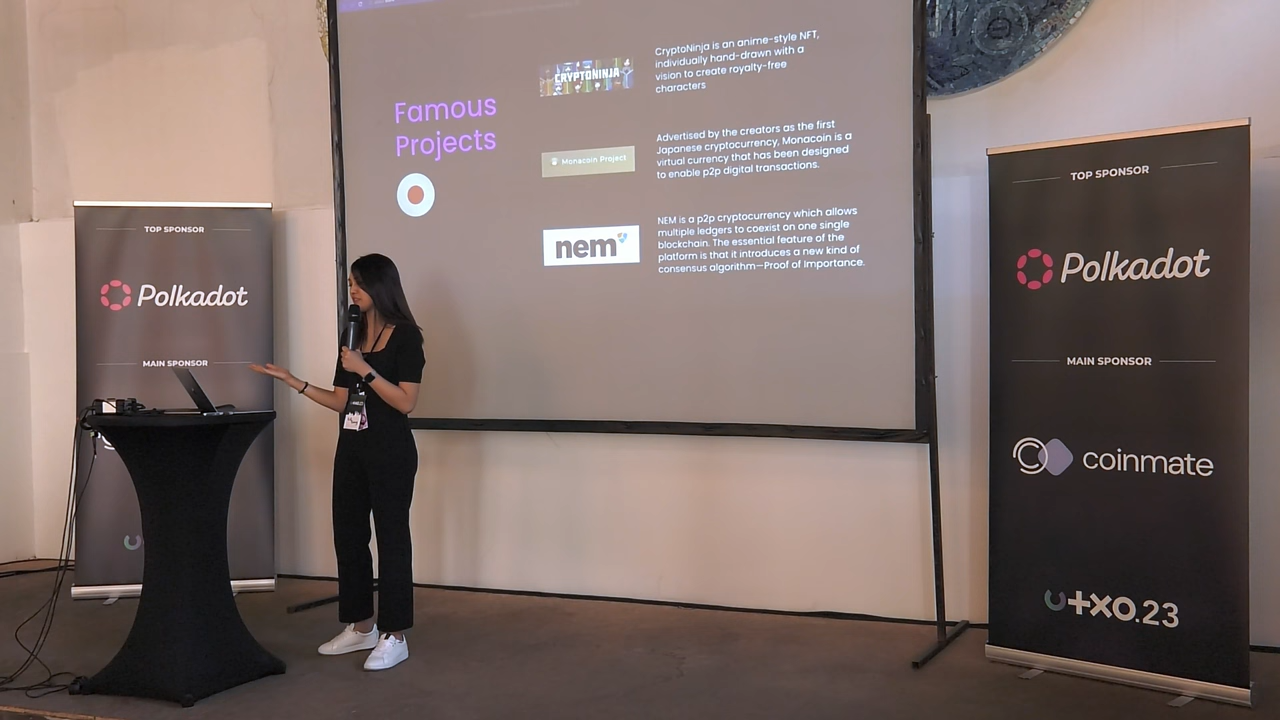 Famous
Projects
CRYPTONINJA
CryptoNinja is an anime-style NFT,
individually hand-drawn with a
vision to create royalty-free
characters
Monacoin Project
Advertised by the creators as the first
Japanese cryptocurrency, Monacoin is a
virtual currency that has been designed
to enable p2p digital transactions.
nem
NEM is a p2p cryptocurrency which allows
multiple ledgers to coexist on one single
blockchain. The essential feature of the
platform is that it introduces a new kind of
consensus algorithm—Proof of Importance.
TOP SPONSOR
Polkadot
MAIN SPONSOR
TOP SPONSOR
Polkadot
MAIN SPONSOR
coinmate
utxo.23